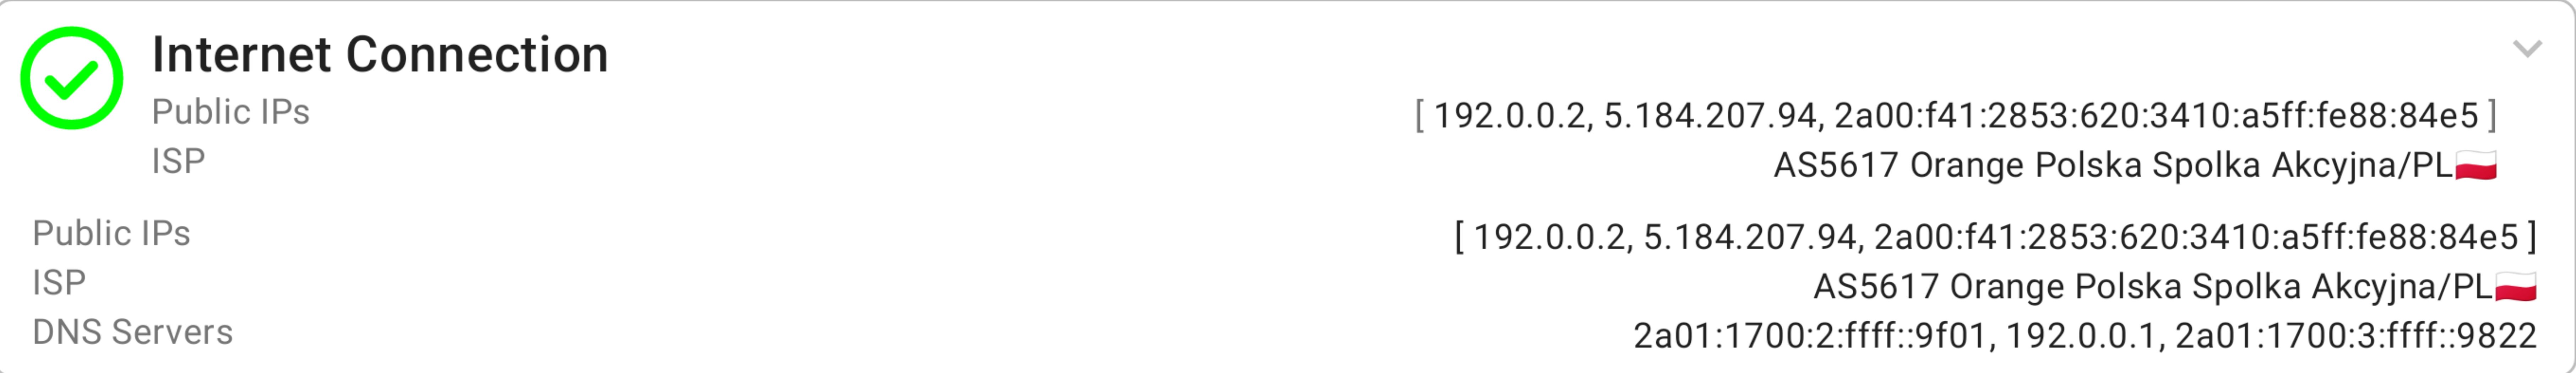 Internet Connection
Public IPs [ 192.0.0.2, 5.184.207.94, 2a00:f41:2853:620:3410:a5ff:fe88:84e5 ]
ISP AS5617 Orange Polska Spolka Akcyjna/PL🇵🇱
Public IPs [ 192.0.0.2, 5.184.207.94, 2a00:f41:2853:620:3410:a5ff:fe88:84e5 ]
ISP AS5617 Orange Polska Spolka Akcyjna/PL🇵🇱
DNS Servers 2a01:1700:2:ffff::9f01, 192.0.0.1, 2a01:1700:3:ffff::9822